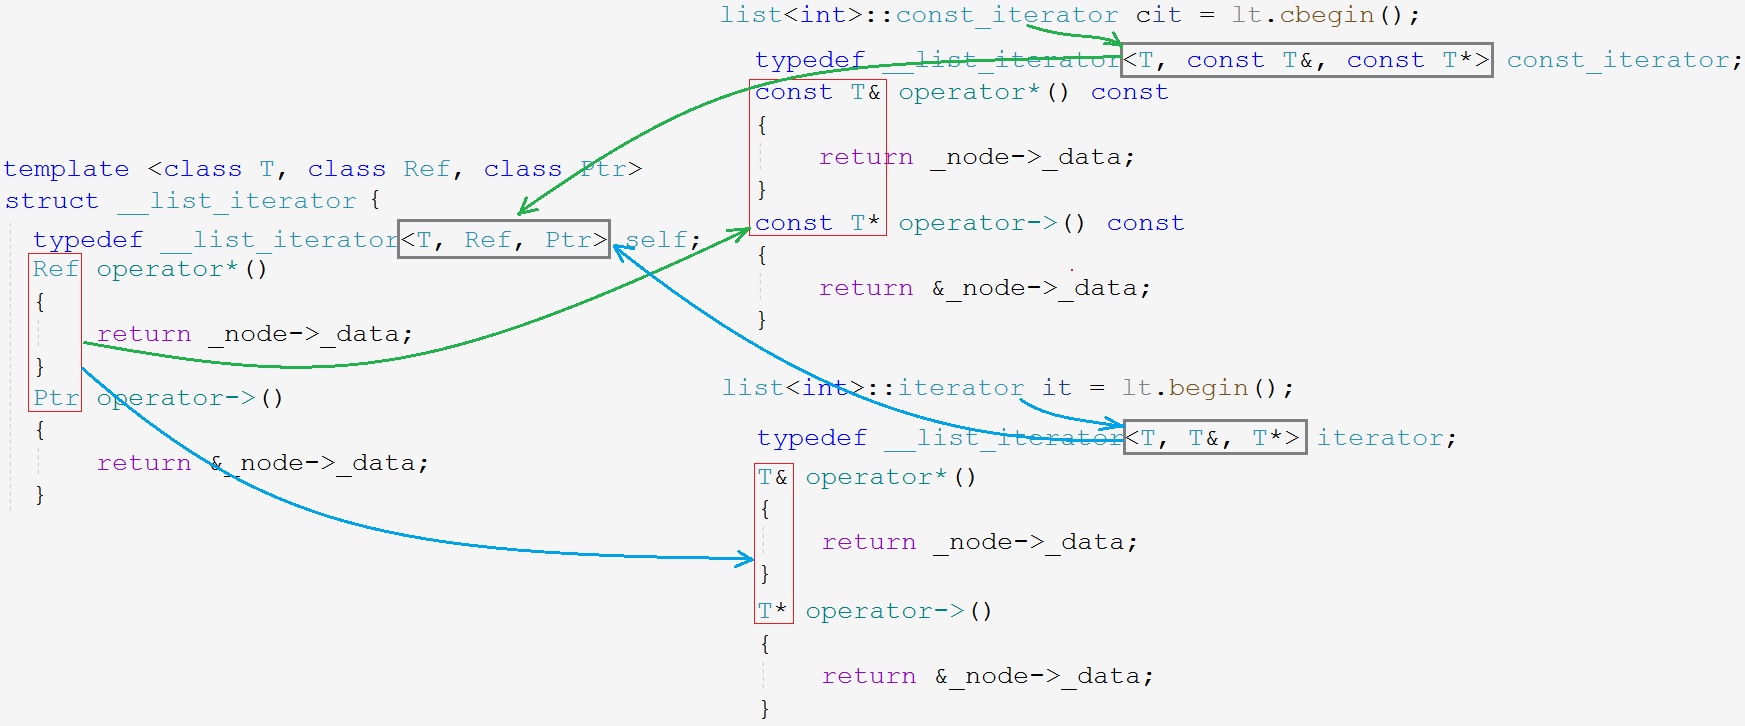 template <class T, class Ref, class Ptr>
struct __list_iterator {
typedef __list_iterator<T, Ref, Ptr> self;
Ref operator*()
{
return _node->_data;
}
Ptr operator->()
{
return &_node->_data;
}
list<int>::const_iterator cit = lt.cbegin();
typedef __list_iterator<T, const T&, const T*> const_iterator;
const T& operator*() const
{
return _node->_data;
}
const T* operator->() const
{
return &_node->_data;
}
list<int>::iterator it = lt.begin();
typedef __list_iterator<T, T&, T*> iterator;
T& operator*()
{
return _node->_data;
}
T* operator->()
{
return &_node->_data;
}